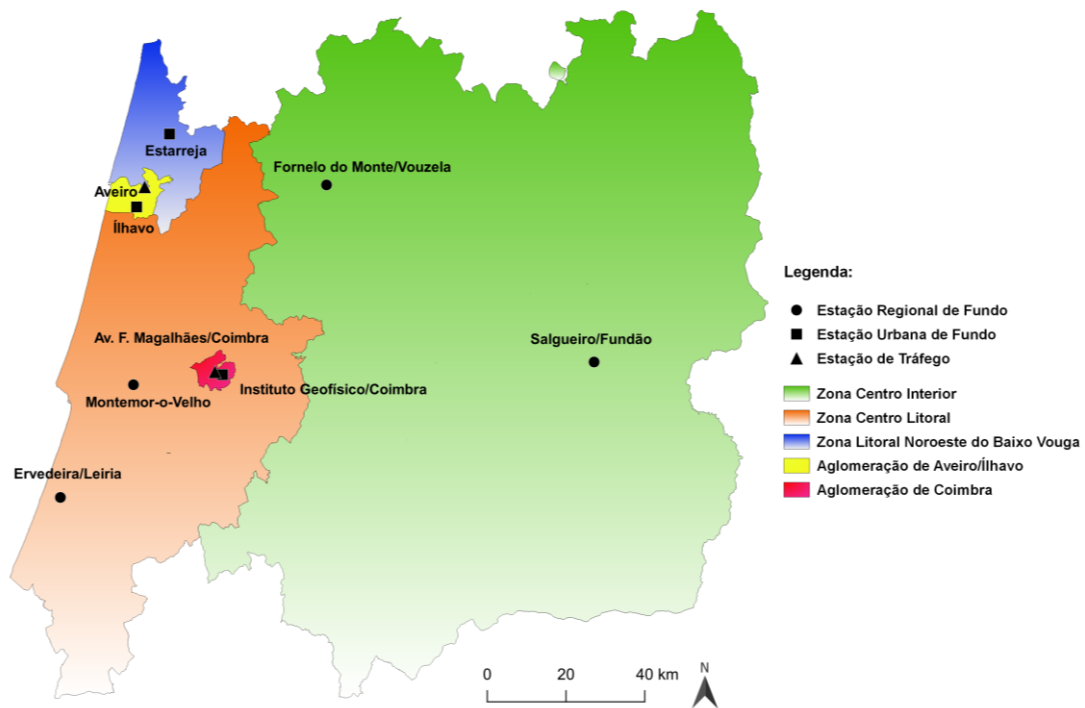 Estarreja
Fornelo do Monte/Vouzela
Aveiro
Ílhavo
Legenda:
Estação Regional de Fundo
Estação Urbana de Fundo
Estação de Tráfego
Av. F. Magalhães/Coimbra
Salgueiro/Fundão
Instituto Geofísico/Coimbra
Montemor-o-Velho
Zona Centro Interior
Zona Centro Litoral
Zona Litoral Noroeste do Baixo Vouga
Aglomeração de Aveiro/Ílhavo
Aglomeração de Coimbra
Ervedeira/Leiria
0 20 40 km
N